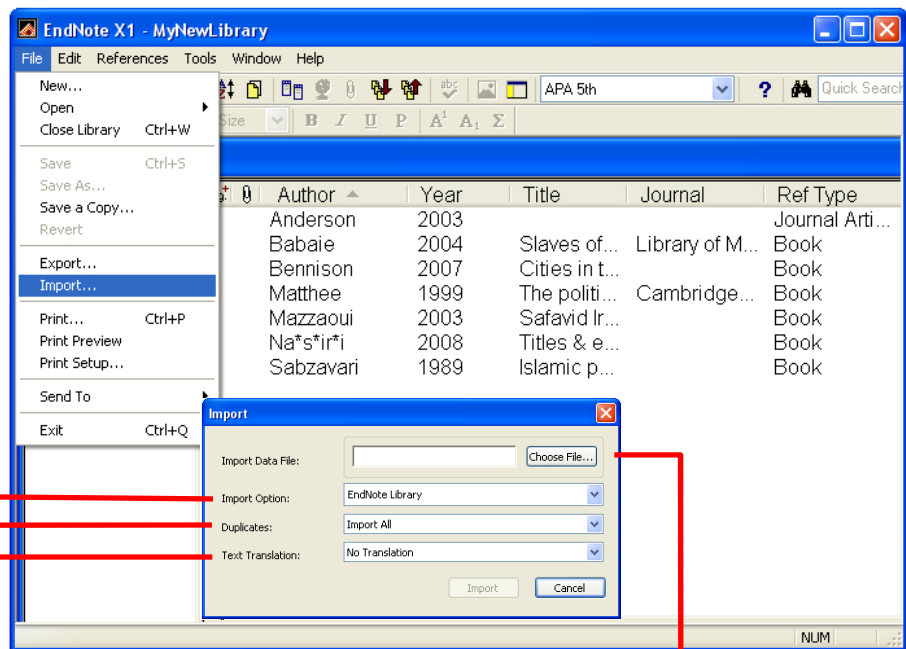 EndNote X1 - MyNewLibrary
File Edit References Tools Window Help
APA 5th ? Quick Search
Size B I U P A¹ A₁ Σ
New...
Open
Close Library Ctrl+W
Save Ctrl+S
Save As...
Save a Copy...
Revert
Export...
Import...
Print... Ctrl+P
Print Preview
Print Setup...
Send To
Exit Ctrl+Q
Author Year Title Journal Ref Type
Anderson 2003 Journal Arti...
Babaie 2004 Slaves of... Library of M... Book
Bennison 2007 Cities in t... Book
Matthee 1999 The politi... Cambridge... Book
Mazzaoui 2003 Safavid Ir... Book
Na*s*ir*i 2008 Titles & e... Book
Sabzavari 1989 Islamic p... Book
Import
Import Data File: Choose File...
Import Option: EndNote Library
Duplicates: Import All
Text Translation: No Translation
Import Cancel
NUM